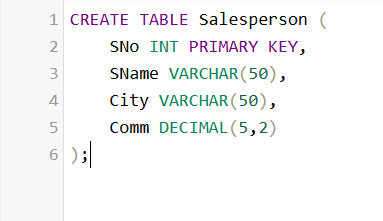 1 CREATE TABLE Salesperson (
2     SNo INT PRIMARY KEY,
3     SName VARCHAR(50),
4     City VARCHAR(50),
5     Comm DECIMAL(5,2)
6 );